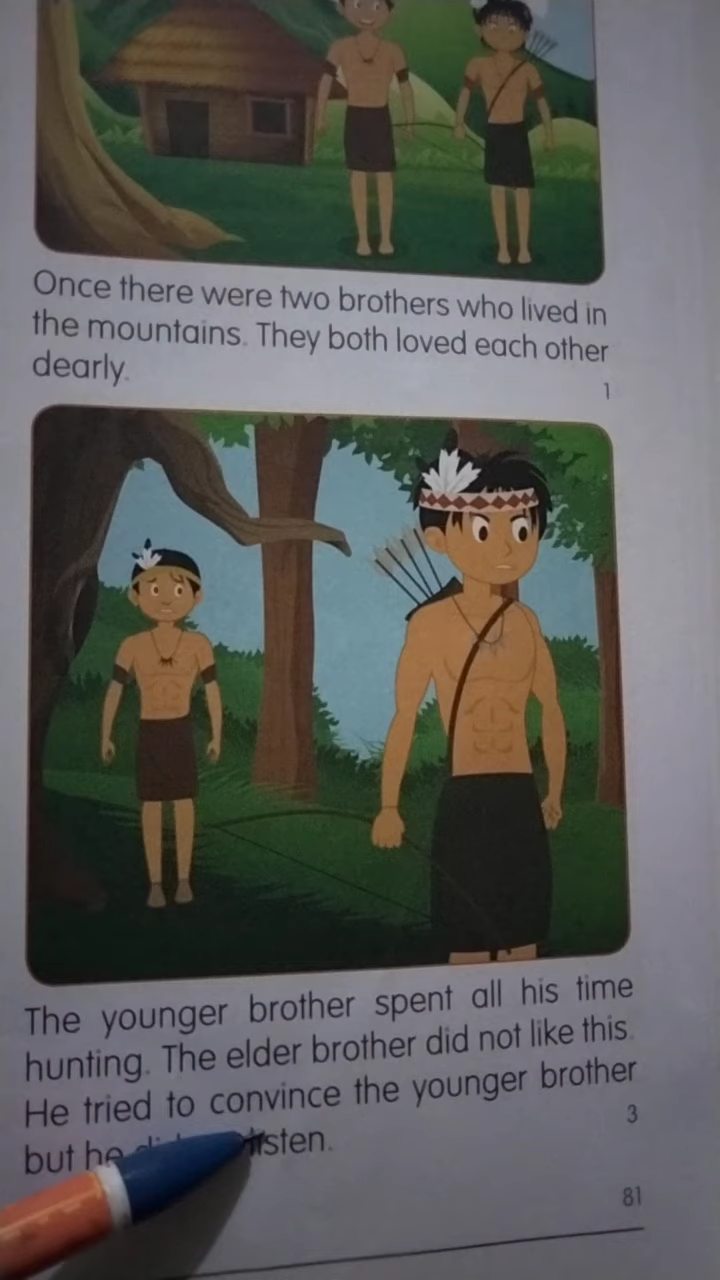 Once there were two brothers who lived in
the mountains. They both loved each other
dearly.
1
The younger brother spent all his time
hunting. The elder brother did not like this.
He tried to convince the younger brother
3
but he listen.
81